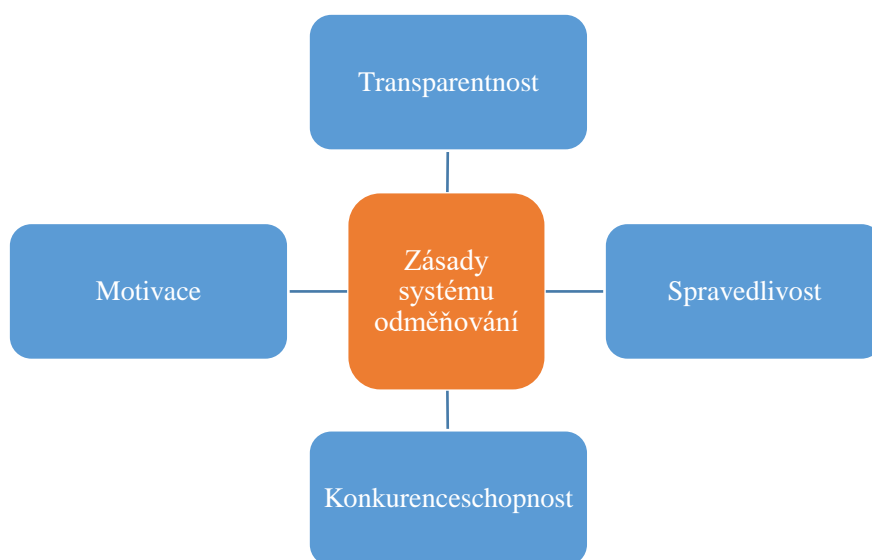 Transparentnost
Motivace
Zásady
systému
odměňování
Spravedlivost
Konkurenceschopnost